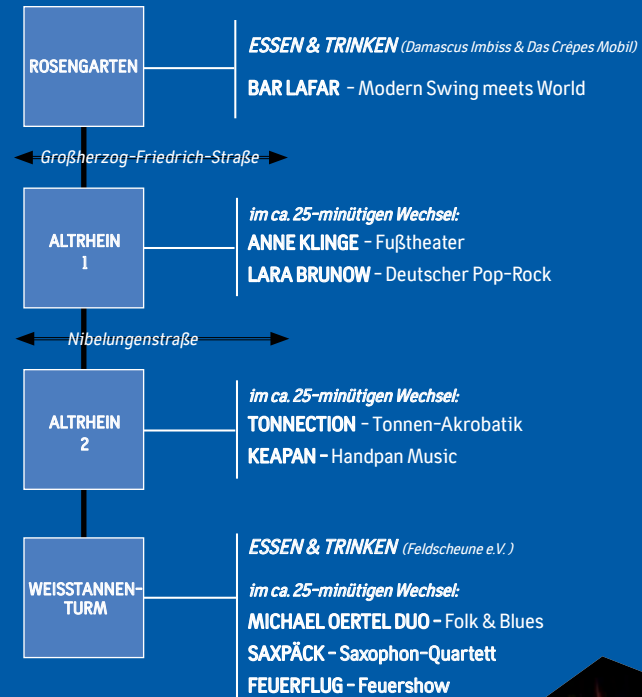 ROSENGARTEN
ESSEN & TRINKEN (Damascus Imbiss & Das Crêpes Mobil)
BAR LAFAR - Modern Swing meets World
Großherzog-Friedrich-Straße
ALTRHEIN
1
im ca. 25-minütigen Wechsel:
ANNE KLINGE - Fußtheater
LARA BRUNOW - Deutscher Pop-Rock
Nibelungenstraße
ALTRHEIN
2
im ca. 25-minütigen Wechsel:
TONNECTION - Tonnen-Akrobatik
KEAPAN - Handpan Music
WEISSTANNEN-
TURM
ESSEN & TRINKEN (Feldscheune e.V.)
im ca. 25-minütigen Wechsel:
MICHAEL OERTEL DUO - Folk & Blues
SAXPÄCK - Saxophon-Quartett
FEUERFLUG - Feuershow